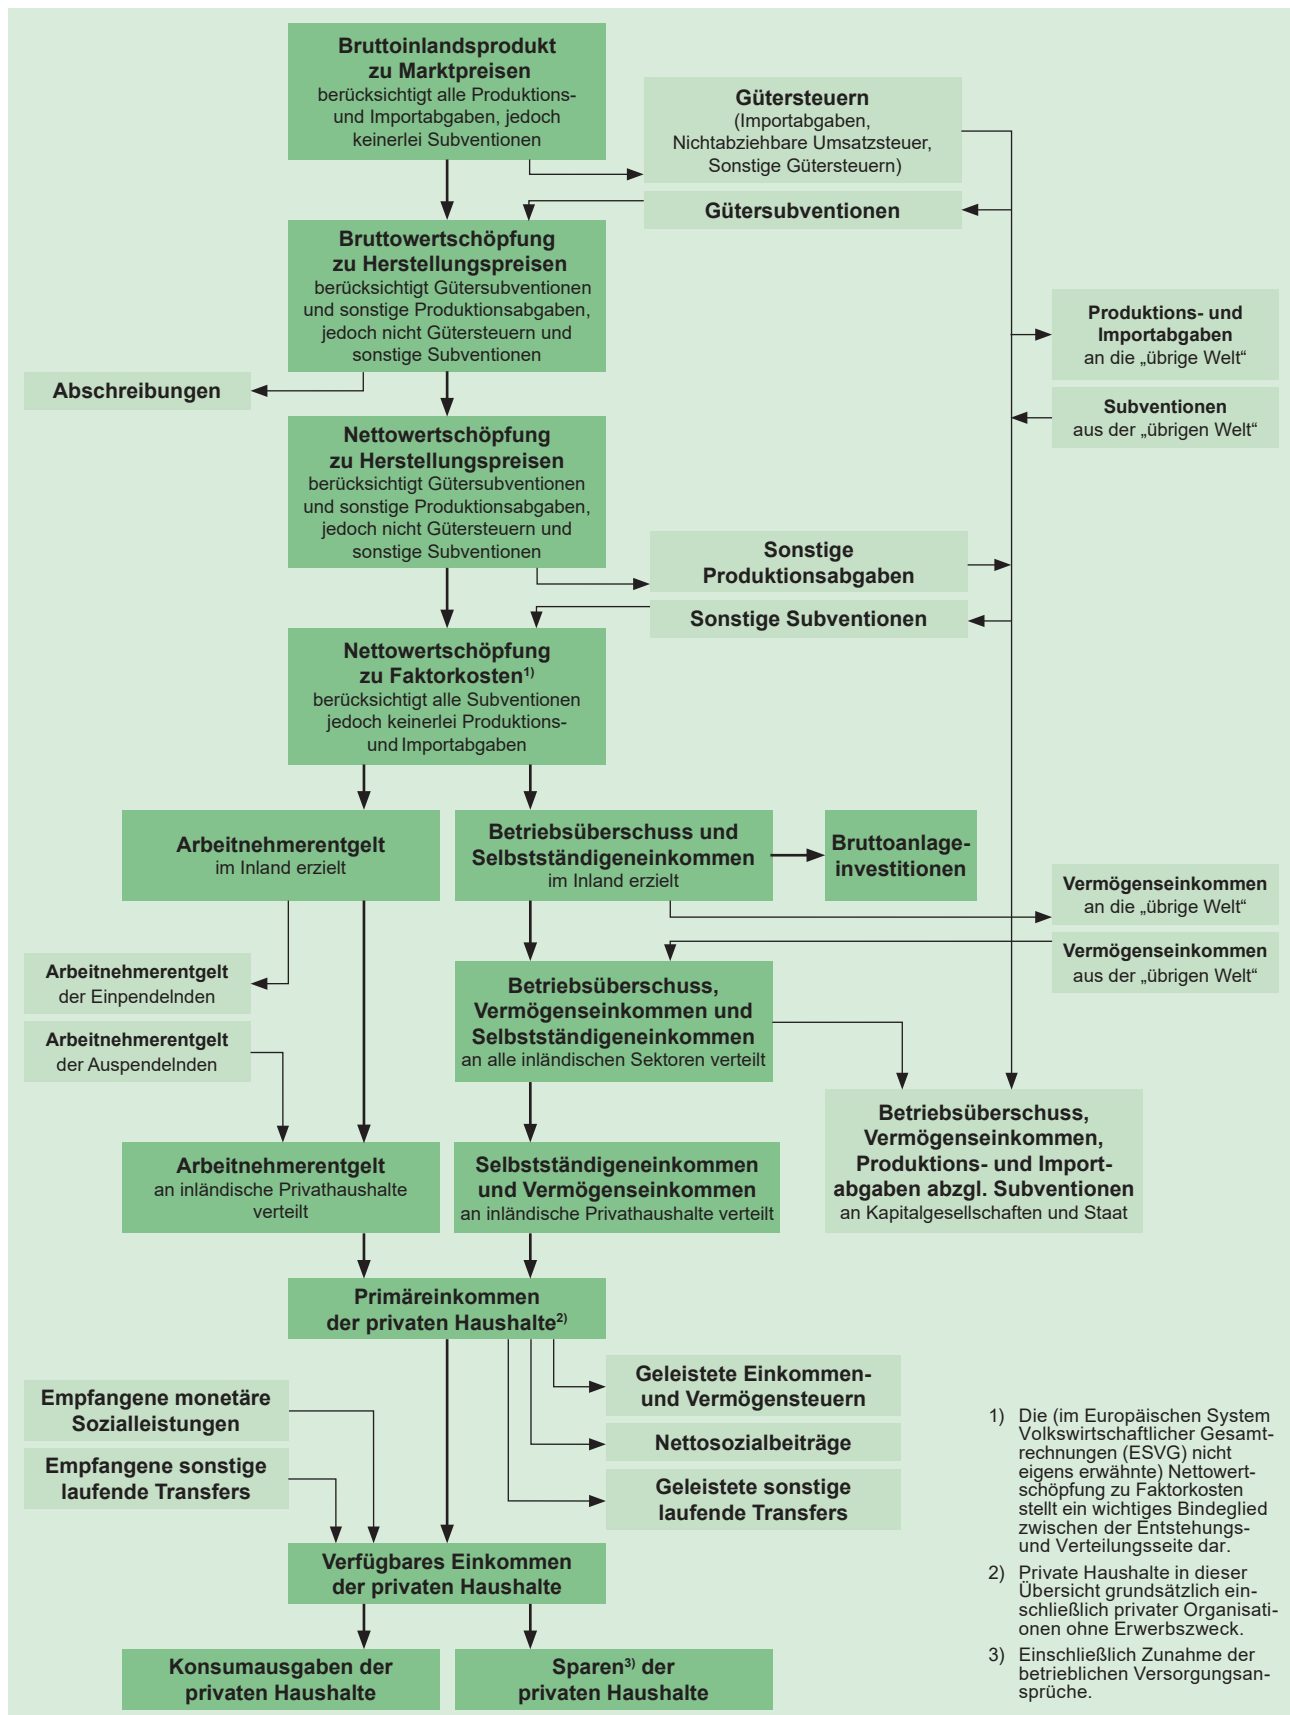 Bruttoinlandsprodukt
zu Marktpreisen
berücksichtigt alle Produktions-
und Importabgaben, jedoch
keinerlei Subventionen
Gütersteuern
(Importabgaben,
Nichtabziehbare Umsatzsteuer,
Sonstige Gütersteuern)
Gütersubventionen
Bruttowertschöpfung
zu Herstellungspreisen
berücksichtigt Gütersubventionen
und sonstige Produktionsabgaben,
jedoch nicht Gütersteuern und
sonstige Subventionen
Produktions- und
Importabgaben
an die „übrige Welt“
Abschreibungen
Subventionen
aus der „übrigen Welt“
Nettowertschöpfung
zu Herstellungspreisen
berücksichtigt Gütersubventionen
und sonstige Produktionsabgaben,
jedoch nicht Gütersteuern und
sonstige Subventionen
Sonstige
Produktionsabgaben
Sonstige Subventionen
Nettowertschöpfung
zu Faktorkosten1)
berücksichtigt alle Subventionen
jedoch keinerlei Produktions-
und Importabgaben
Arbeitnehmerentgelt
im Inland erzielt
Betriebsüberschuss und
Selbstständigeneinkommen
im Inland erzielt
Bruttoanlage-
investitionen
Vermögenseinkommen
an die „übrige Welt“
Vermögenseinkommen
aus der „übrigen Welt“
Arbeitnehmerentgelt
der Einpendelnden
Arbeitnehmerentgelt
der Auspendelnden
Betriebsüberschuss,
Vermögenseinkommen und
Selbstständigeneinkommen
an alle inländischen Sektoren verteilt
Betriebsüberschuss,
Vermögenseinkommen,
Produktions- und Import-
abgaben abzgl. Subventionen
an Kapitalgesellschaften und Staat
Arbeitnehmerentgelt
an inländische Privathaushalte
verteilt
Selbstständigeneinkommen
und Vermögenseinkommen
an inländische Privathaushalte verteilt
Primäreinkommen
der privaten Haushalte2)
Geleistete Einkommen-
und Vermögensteuern
Nettosozialbeiträge
Geleistete sonstige
laufende Transfers
Empfangene monetäre
Sozialleistungen
Empfangene sonstige
laufende Transfers
Verfügbares Einkommen
der privaten Haushalte
Konsumausgaben der
privaten Haushalte
Sparen3) der
privaten Haushalte
1) Die (im Europäischen System
Volkswirtschaftlicher Gesamt-
rechnungen (ESVG) nicht
eigens erwähnte) Nettowert-
schöpfung zu Faktorkosten
stellt ein wichtiges Bindeglied
zwischen der Entstehungs-
und Verteilungsseite dar.
2) Private Haushalte in dieser
Übersicht grundsätzlich ein-
schließlich privater Organisati-
onen ohne Erwerbszweck.
3) Einschließlich Zunahme der
betrieblichen Versorgungsan-
sprüche.